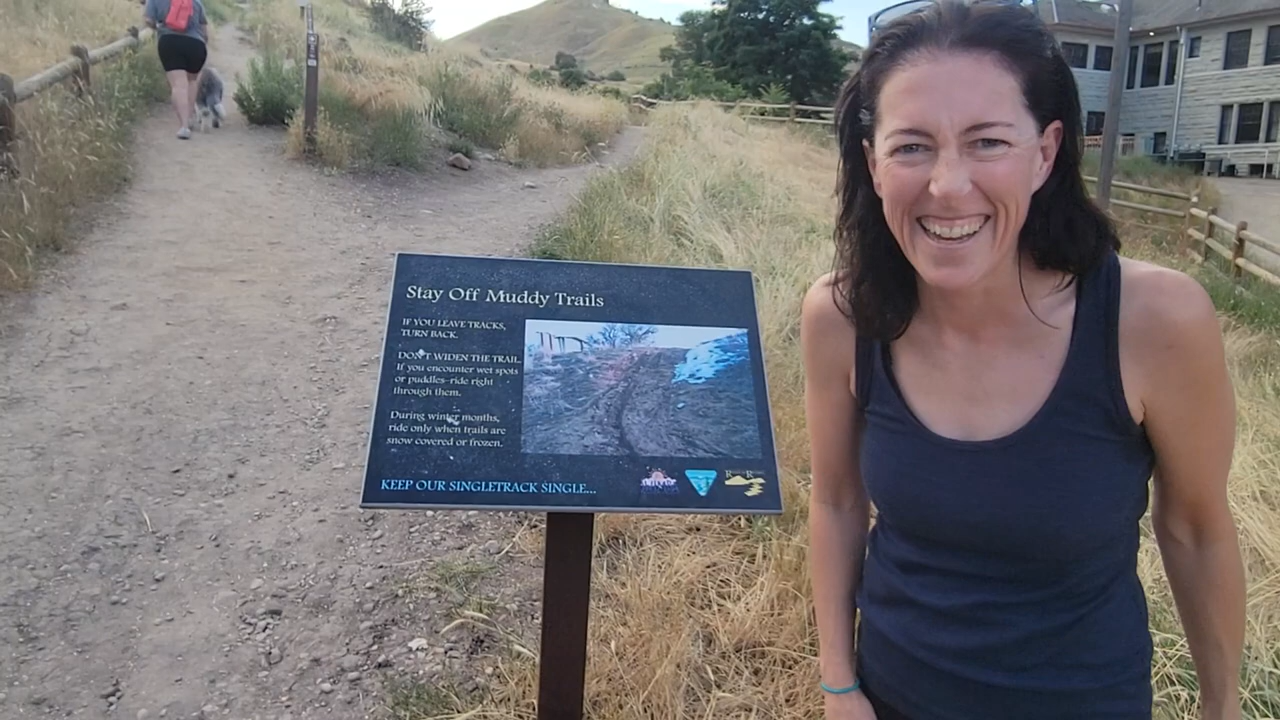 Stay Off Muddy Trails
IF YOU LEAVE TRACKS,
TURN BACK.
DON'T WIDEN THE TRAIL.
If you encounter wet spots
or puddles-ride right
through them.
During winter months,
ride only when trails are
snow covered or frozen.
KEEP OUR SINGLETRACK SINGLE...